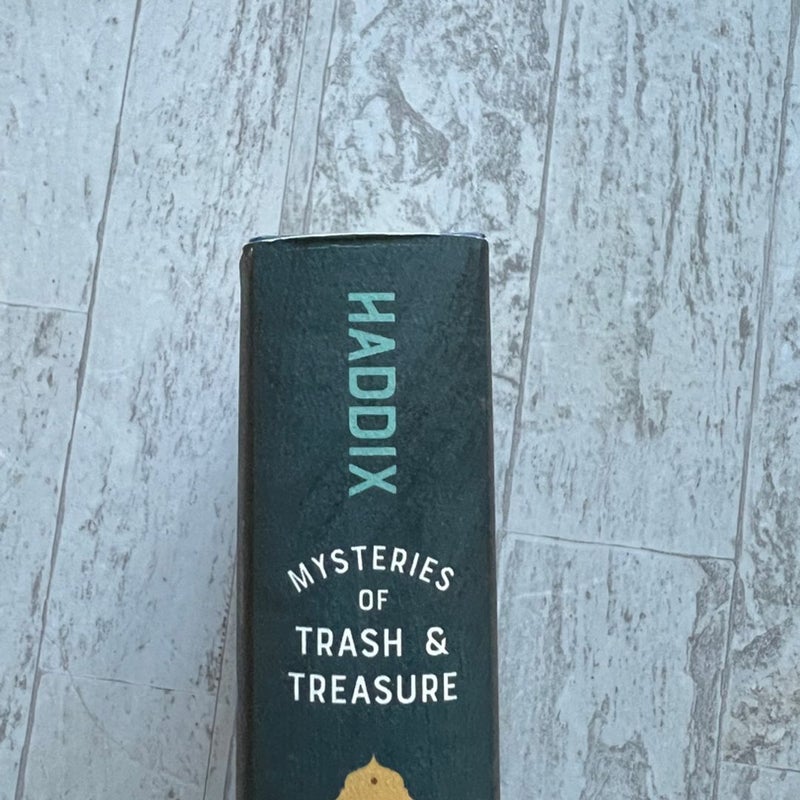 HADDIX
MYSTERIES
OF
TRASH &
TREASURE